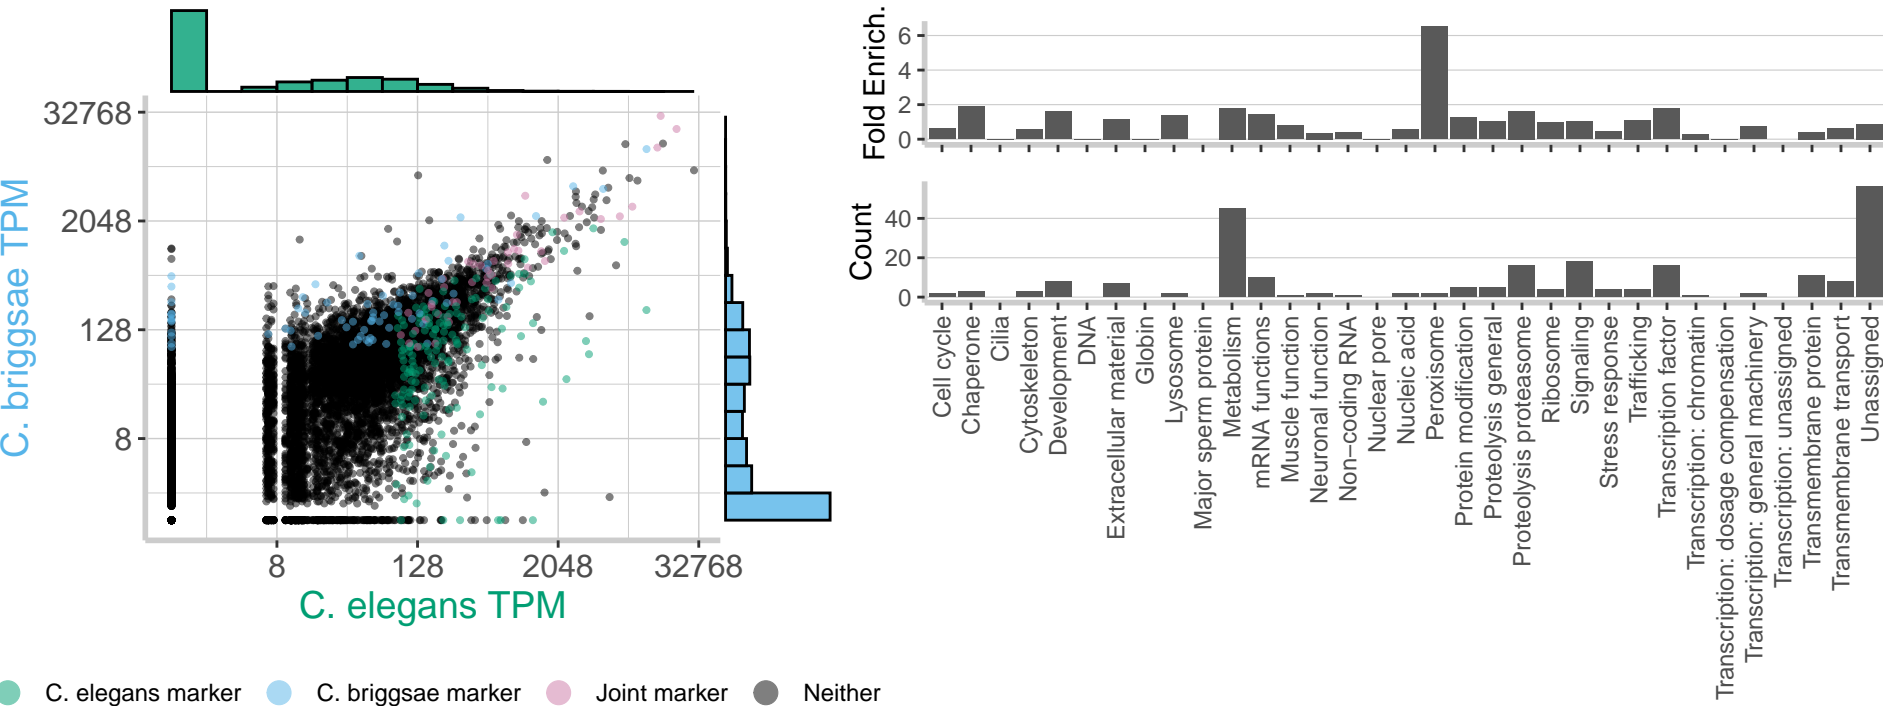 32768
2048
128
8
C. briggsae TPM
8
128
2048
32768
C. elegans TPM
C. elegans marker
C. briggsae marker
Joint marker
Neither
Fold Enrich.
6
4
2
0
Count
40
20
0
Cell cycle
Chaperone
Cilia
Cytoskeleton
Development
DNA
Extracellular material
Globin
Lysosome
Major sperm protein
Metabolism
mRNA functions
Muscle function
Neuronal function
Non−coding RNA
Nuclear pore
Nucleic acid
Peroxisome
Protein modification
Proteolysis general
Proteolysis proteasome
Ribosome
Signaling
Stress response
Trafficking
Transcription factor
Transcription: chromatin
Transcription: dosage compensation
Transcription: general machinery
Transcription: unassigned
Transmembrane protein
Transmembrane transport
Unassigned